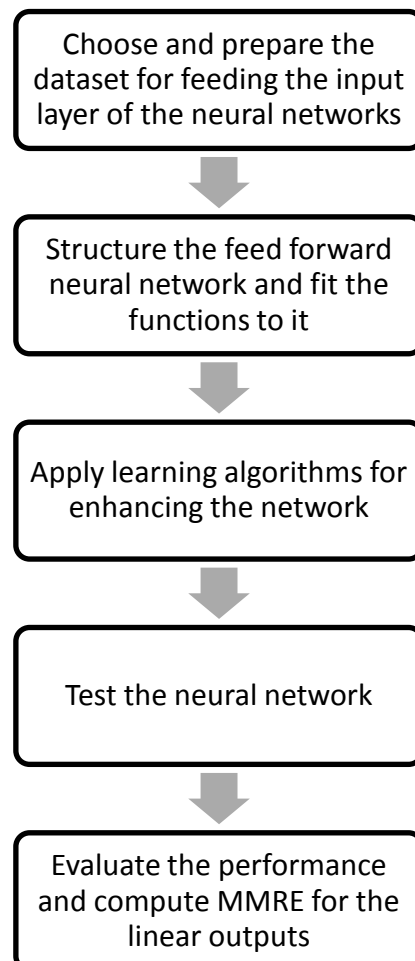 Choose and prepare the
dataset for feeding the input
layer of the neural networks
Structure the feed forward
neural network and fit the
functions to it
Apply learning algorithms for
enhancing the network
Test the neural network
Evaluate the performance
and compute MMRE for the
linear outputs